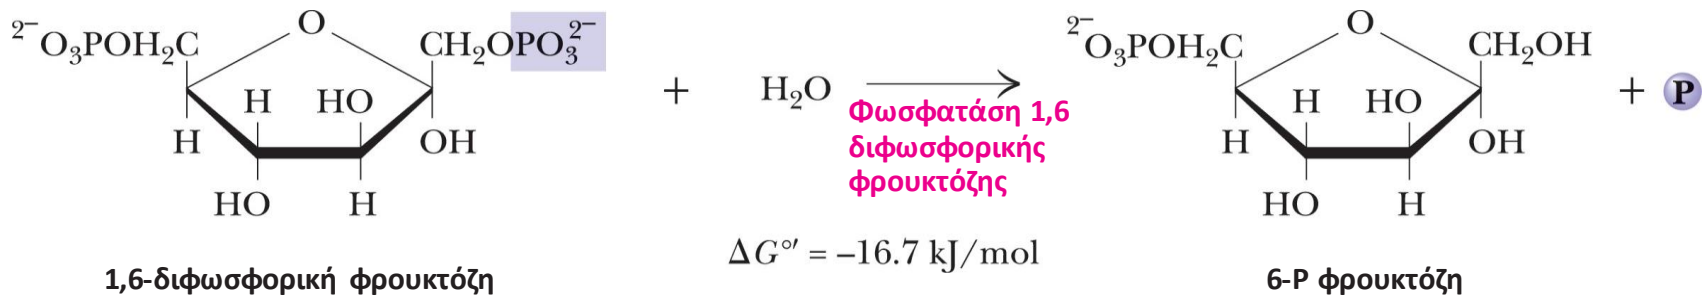 ²⁻O₃POH₂C O CH₂OPO₃²⁻
H HO
H OH
HO H
1,6-διφωσφορική φρουκτόζη
+ H₂O
Φωσφατάση 1,6
διφωσφορικής
φρουκτόζης
ΔG°′ = –16.7 kJ/mol
²⁻O₃POH₂C O CH₂OH
H HO
H OH
HO H
+ P
6-P φρουκτόζη